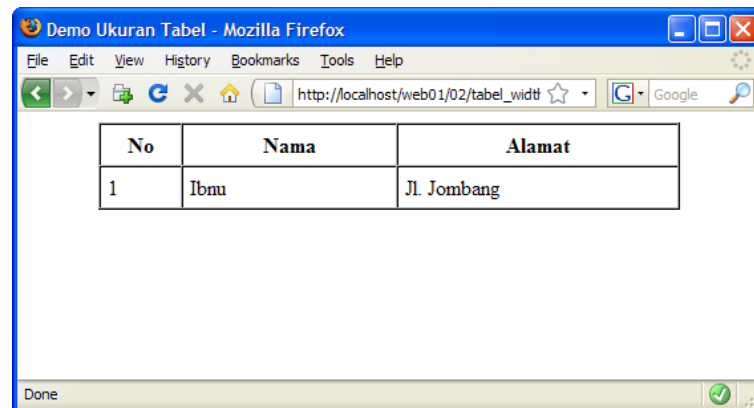 Demo Ukuran Tabel - Mozilla Firefox
File Edit View History Bookmarks Tools Help
http://localhost/web01/02/tabel_widtl G Google
No Nama Alamat
1 Ibnu Jl. Jombang
Done